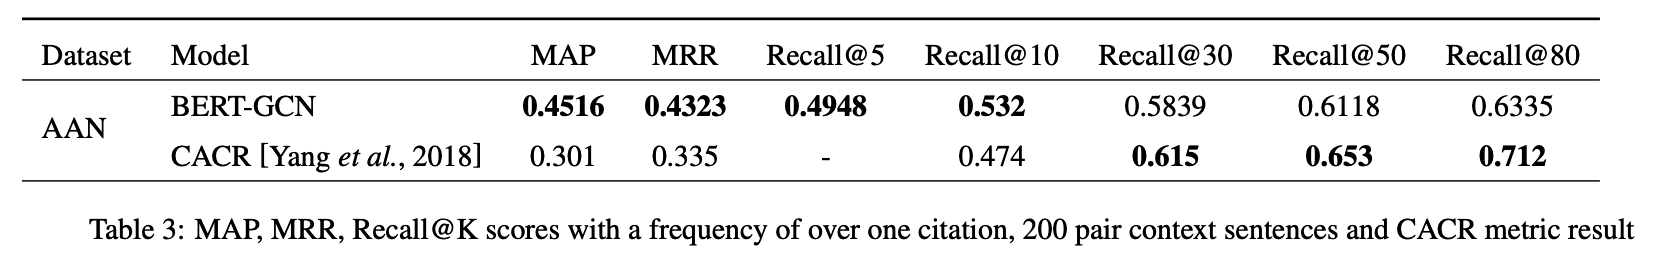 Dataset Model MAP MRR Recall@5 Recall@10 Recall@30 Recall@50 Recall@80
AAN
BERT-GCN 0.4516 0.4323 0.4948 0.532 0.5839 0.6118 0.6335
CACR [Yang et al., 2018] 0.301 0.335 - 0.474 0.615 0.653 0.712
Table 3: MAP, MRR, Recall@K scores with a frequency of over one citation, 200 pair context sentences and CACR metric result